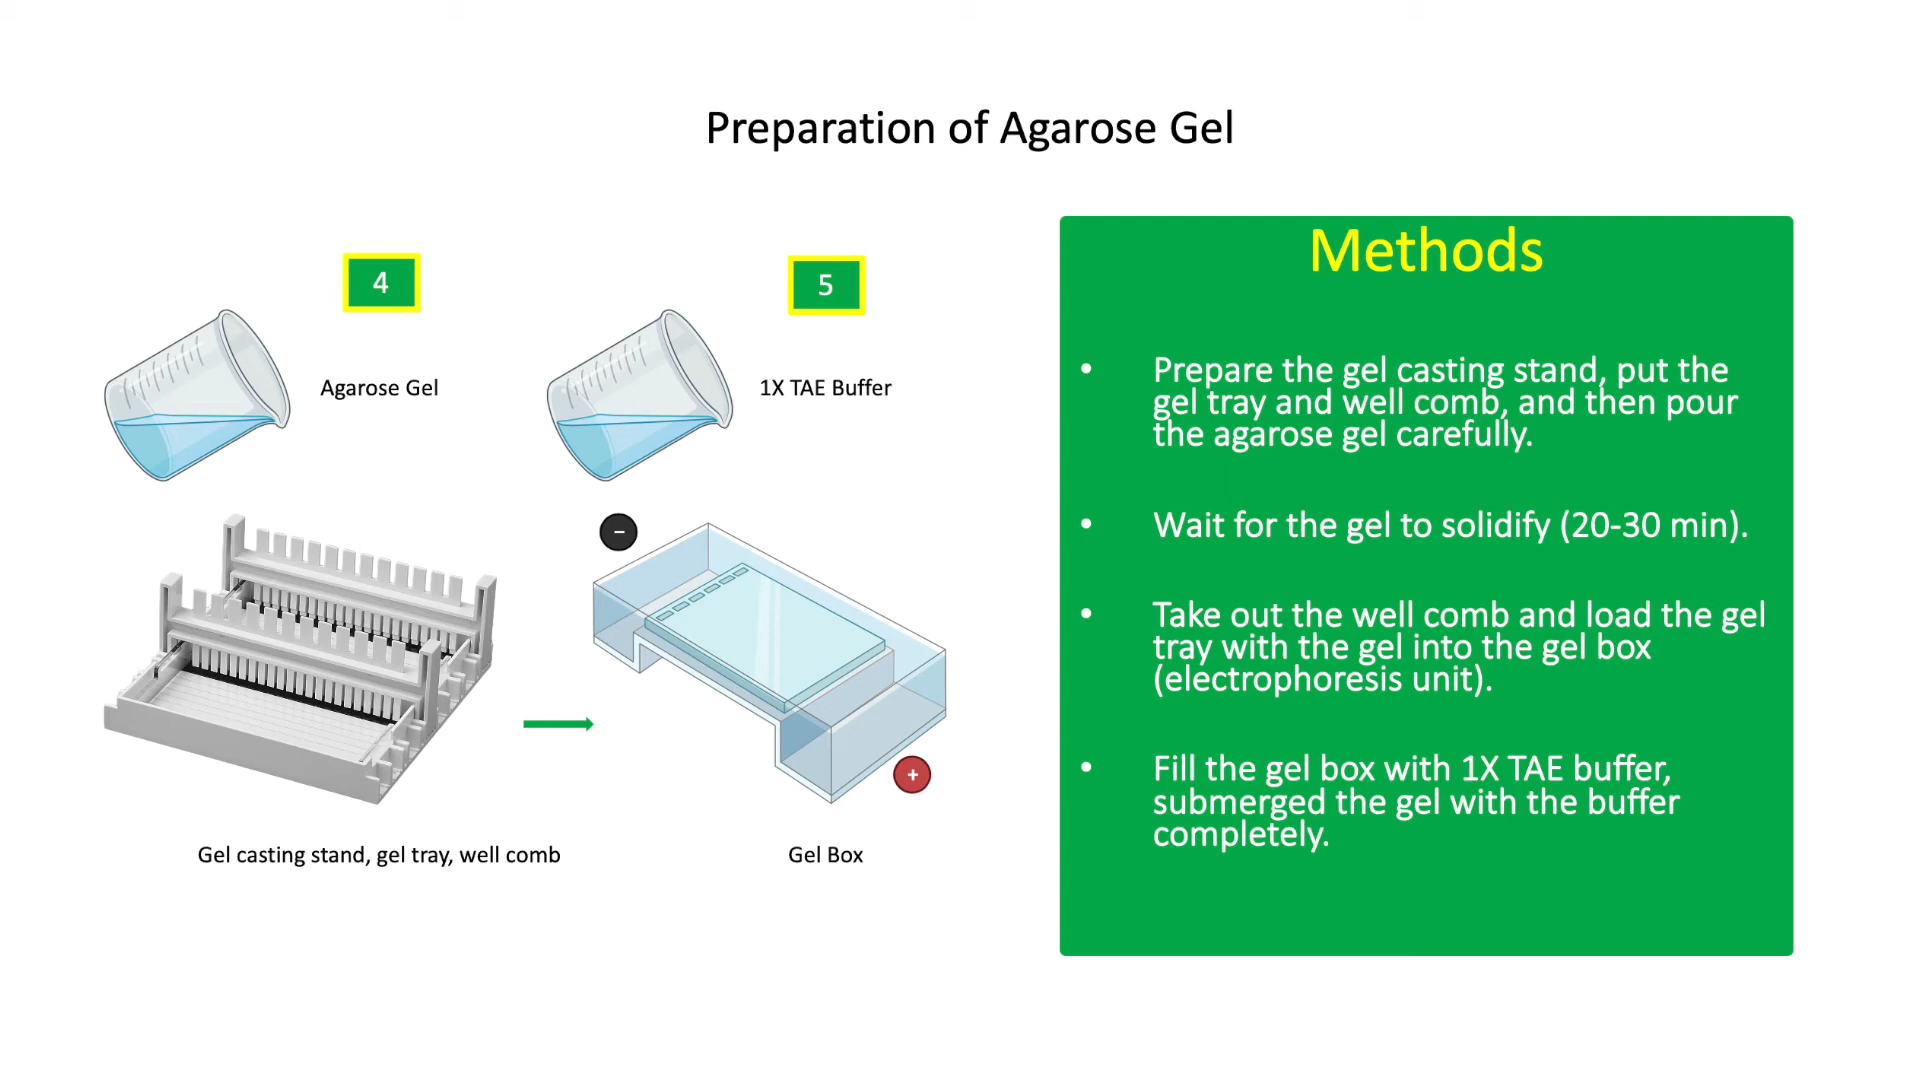 Preparation of Agarose Gel
4
5
Agarose Gel
1X TAE Buffer
−
+
Gel casting stand, gel tray, well comb
Gel Box
Methods
• Prepare the gel casting stand, put the
gel tray and well comb, and then pour
the agarose gel carefully.
• Wait for the gel to solidify (20-30 min).
• Take out the well comb and load the gel
tray with the gel into the gel box
(electrophoresis unit).
• Fill the gel box with 1X TAE buffer,
submerged the gel with the buffer
completely.